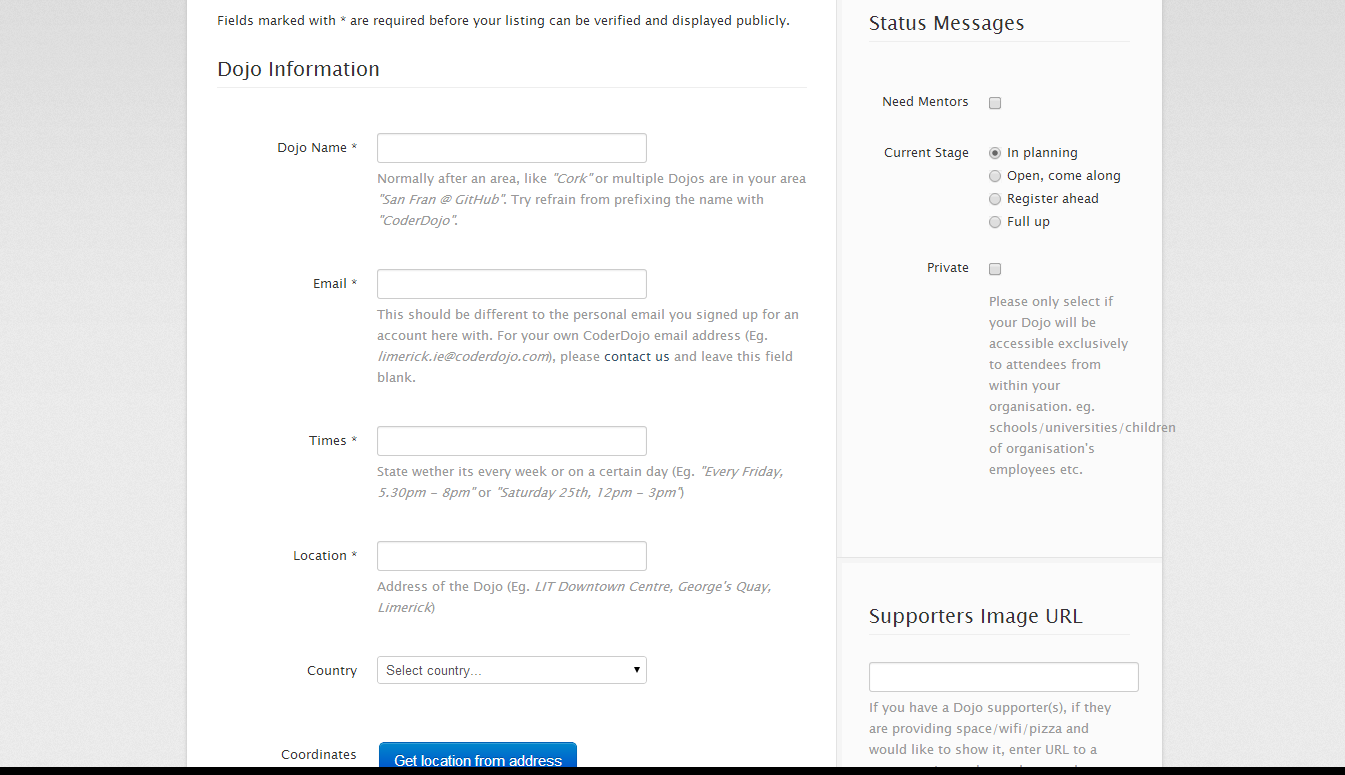 Fields marked with * are required before your listing can be verified and displayed publicly.
Dojo Information
Dojo Name *
Normally after an area, like "Cork" or multiple Dojos are in your area
"San Fran @ GitHub". Try refrain from prefixing the name with
"CoderDojo".
Email *
This should be different to the personal email you signed up for an
account here with. For your own CoderDojo email address (Eg.
limerick.ie@coderdojo.com), please contact us and leave this field
blank.
Times *
State wether its every week or on a certain day (Eg. "Every Friday,
5.30pm - 8pm" or "Saturday 25th, 12pm - 3pm")
Location *
Address of the Dojo (Eg. LIT Downtown Centre, George's Quay,
Limerick)
Country
Select country...
Coordinates
Get location from address
Status Messages
Need Mentors
Current Stage
In planning
Open, come along
Register ahead
Full up
Private
Please only select if
your Dojo will be
accessible exclusively
to attendees from
within your
organisation. eg.
schools/universities/children
of organisation's
employees etc.
Supporters Image URL
If you have a Dojo supporter(s), if they
are providing space/wifi/pizza and
would like to show it, enter URL to a